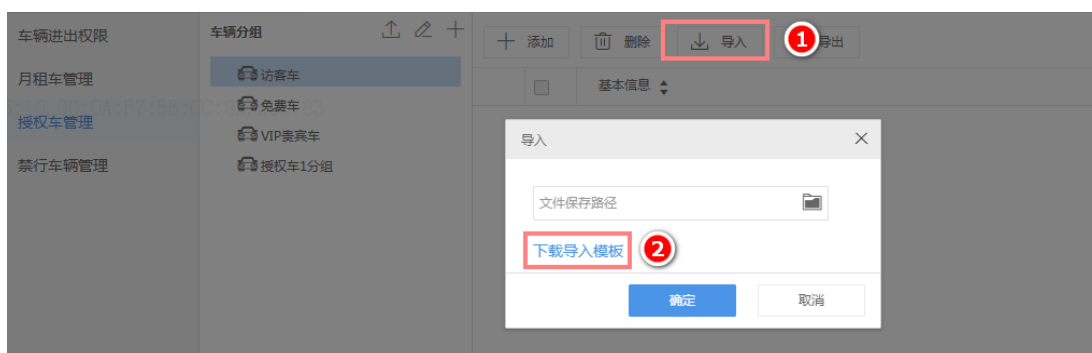 车辆进出权限
月租车管理
授权车管理
禁行车辆管理
车辆分组
访客车
免费车
VIP贵宾车
授权车1分组
添加
删除
导入
1
导出
基本信息
导入
文件保存路径
下载导入模板
2
确定
取消